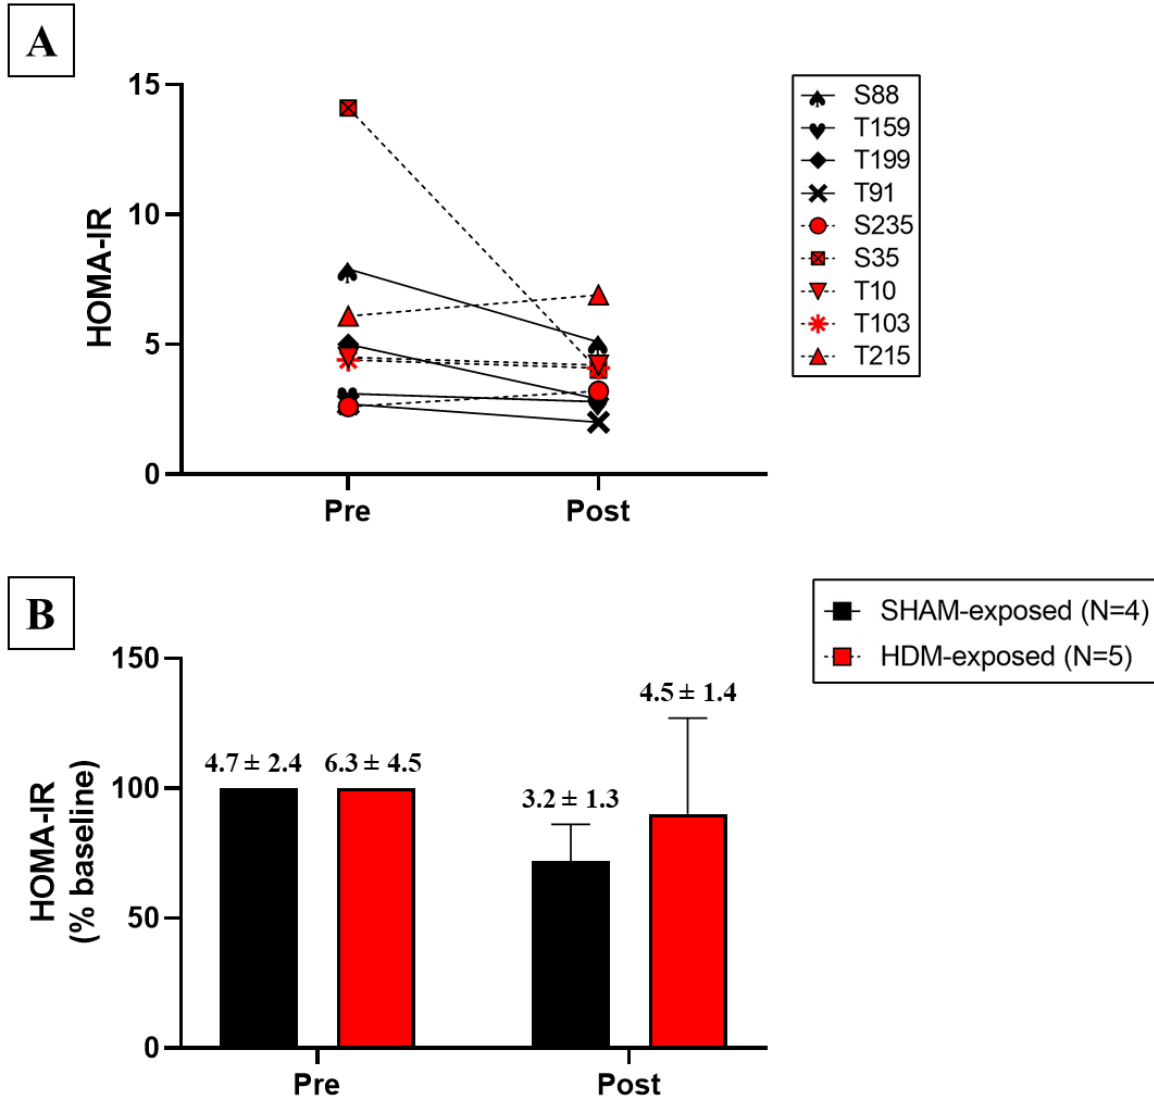 A
15
10
5
0
HOMA-IR
Pre
Post
S88
T159
T199
T91
S235
S35
T10
T103
T215
B
SHAM-exposed (N=4)
HDM-exposed (N=5)
150
100
50
0
HOMA-IR
(% baseline)
4.7 ± 2.4
6.3 ± 4.5
3.2 ± 1.3
4.5 ± 1.4
Pre
Post